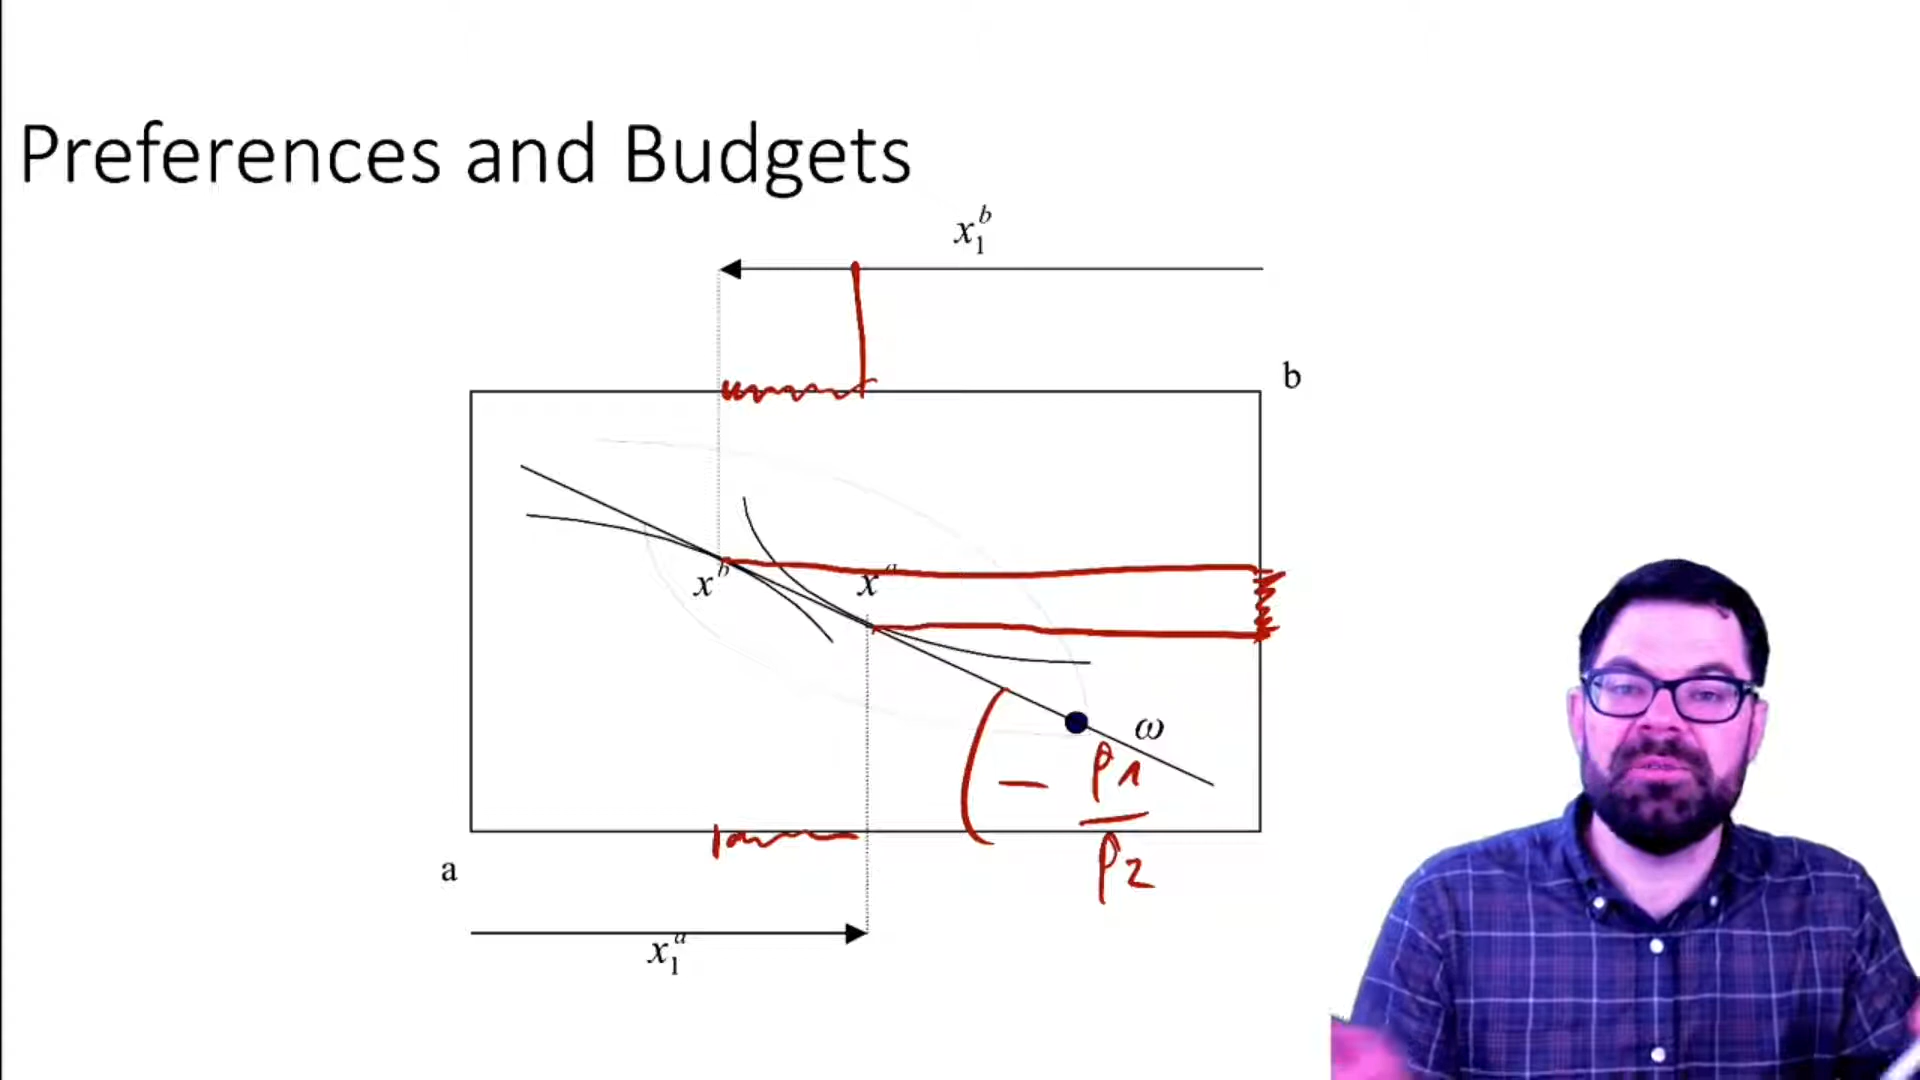 Preferences and Budgets
x₁ᵇ
b
xᵇ
xᵃ
ω
− p1
p2
a
x₁ᵃ